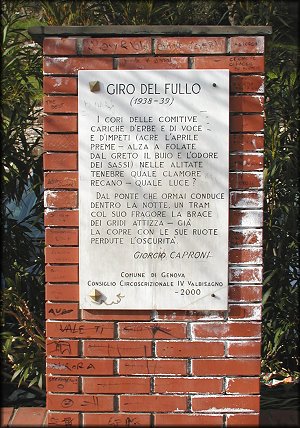 GIRO DEL FULLO
(1938-39)
I CORI DELLE COMITIVE
CARICHE D'ERBE E DI VOCE
E D'IMPETI (ACRE L'APRILE
PREME - ALZA A FOLATE
DAL GRETO IL BUIO E L'ODORE
DEI SASSI) NELLE ALITATE
TENEBRE QUALE CLAMORE
RECANO - QUALE LUCE?
DAL PONTE CHE ORMAI CONDUCE
DENTRO LA NOTTE, UN TRAM
COL SUO FRAGORE LA BRACE
DEI GRIDI ATTIZZA - GIÀ
LA COPRE CON LE SUE RUOTE
PERDUTE L'OSCURITÀ.
GIORGIO CAPRONI
COMUNE DI GENOVA
CONSIGLIO CIRCOSCRIZIONALE IV VALBISAGNO
- 2000
VALE TI